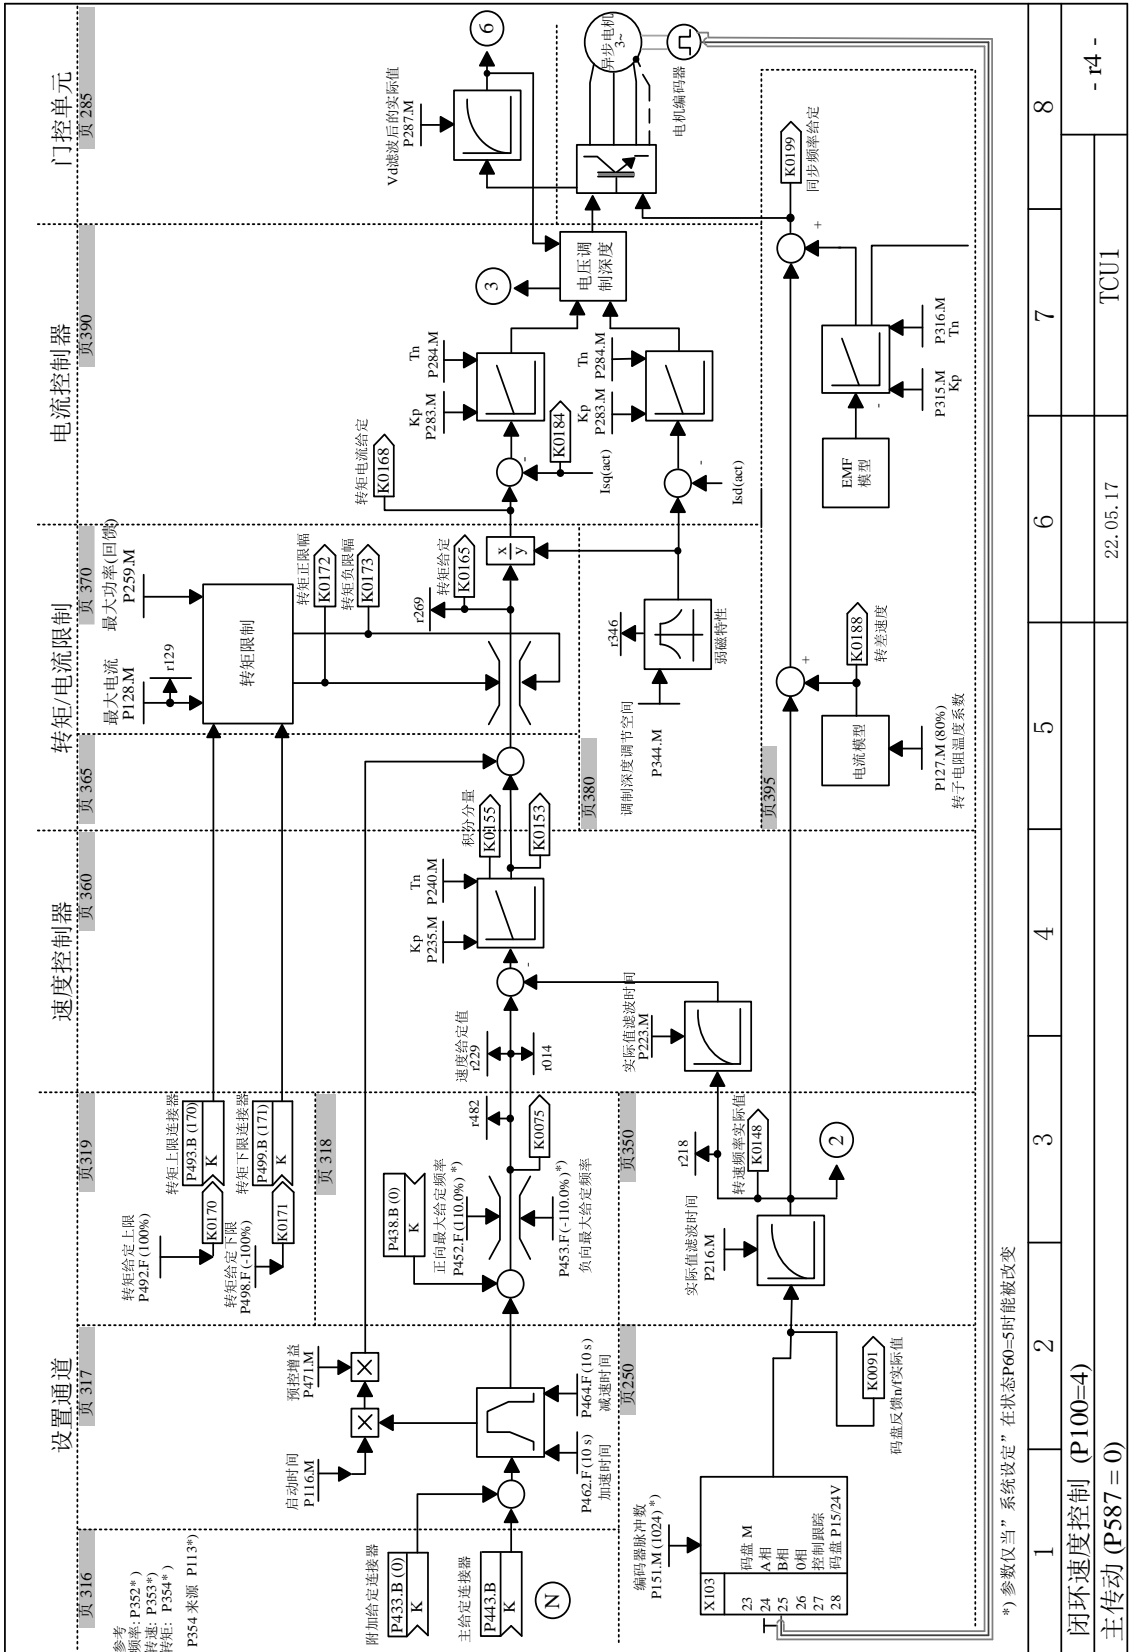 设置通道
速度控制器
转矩/电流限制
电流控制器
门控单元
页 316
页 317
页319
页 318
页 360
页 365
页 370
页390
页 285
参考
频率: P352*)
转速: P353*)
转矩: P354*)
P354 来源 P113*)
启动时间
P116.M
预控增益
P471.M
转矩给定上限
P492.F (100%)
K0170
转矩上限连接器
P493.B (170)
K
转矩给定下限
P498.F (-100%)
K0171
转矩下限连接器
P499.B (171)
K
最大电流
P128.M
r129
最大功率(回馈)
P259.M
转矩限制
转矩正限幅
K0172
转矩负限幅
K0173
附加给定连接器
P433.B (0)
K
主给定连接器
P443.B
K
N
P462.F (10 s)
加速时间
P464.F (10 s)
减速时间
P438.B (0)
K
正向最大给定频率
P452.F (110.0%) *)
P453.F (-110.0%) *)
负向最大给定频率
r482
K0075
速度给定值
r229
r014
Kp
P235.M
Tn
P240.M
积分分量
K0155
K0153
-
r269
转矩给定
K0165
x
y
转矩电流给定
K0168
Kp
P283.M
Tn
P284.M
-
K0184
Isq(act)
Kp
P283.M
Tn
P284.M
-
Isd(act)
3
电压调
制深度
Vd滤波后的实际值
P287.M
6
异步电机
3~
电机编码器
页250
页350
页380
页395
编码器脉冲数
P151.M (1024) *)
X103
23 码盘 M
24 A相
25 B相
26 0相
27 控制跟踪
28 码盘 P15/24V
K0091
码盘反馈n/f实际值
实际值滤波时间
P216.M
r218
转速频率实际值
K0148
2
实际值滤波时间
P223.M
调制深度调节空间
P344.M
r346
弱磁特性
电流模型
P127.M (80%)
转子电阻温度系数
K0188
转差速度
+
EMF
模型
-
P315.M
Kp
P316.M
Tn
+
K0199
同步频率给定
*) 参数仅当” 系统设定” 在状态P60=5时能被改变
1 2 3 4 5 6 7 8
闭环速度控制 (P100=4)
主传动 (P587 = 0)
22.05.17
TCU1
- r4 -